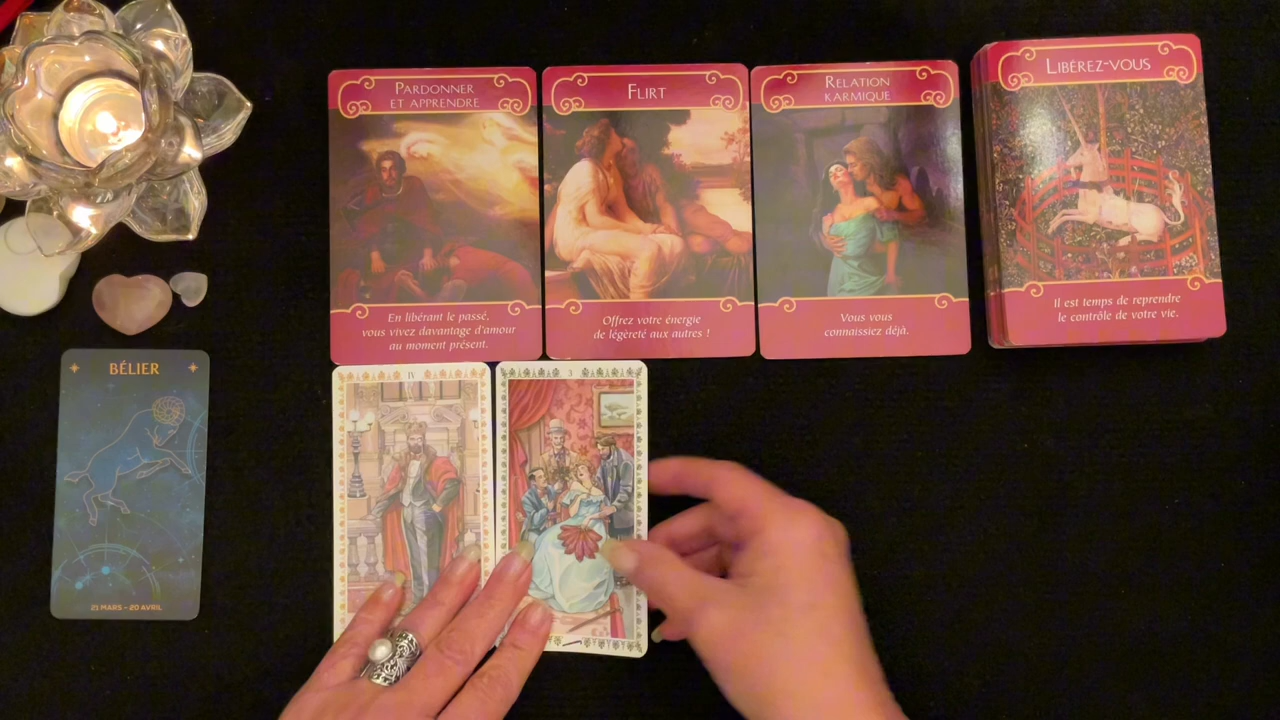 PARDONNER
ET APPRENDRE
En libérant le passé,
vous vivez davantage d'amour
au moment présent.
FLIRT
Offrez votre énergie
de légèreté aux autres !
RELATION
KARMIQUE
Vous vous
connaissiez déjà.
LIBÉREZ-VOUS
Il est temps de reprendre
le contrôle de votre vie.
BÉLIER
21 MARS - 20 AVRIL
IV
3